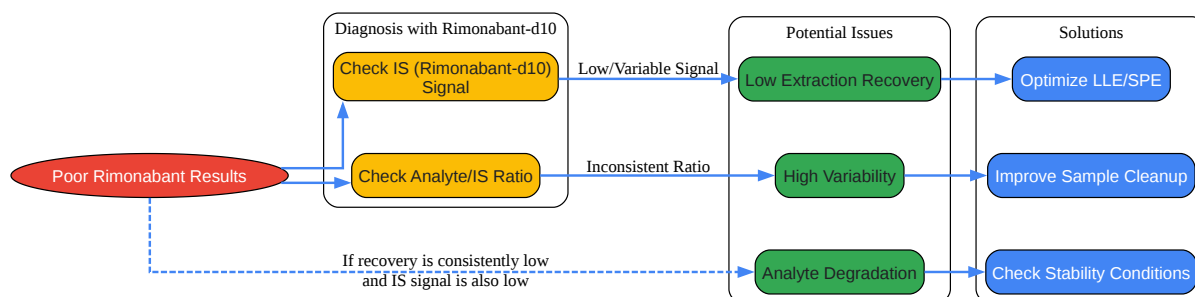 Diagnosis with Rimonabant-d10
Potential Issues
Solutions
Check IS (Rimonabant-d10)
Signal
Low/Variable Signal
Low Extraction Recovery
Optimize LLE/SPE
Poor Rimonabant Results
Check Analyte/IS Ratio
Inconsistent Ratio
High Variability
Improve Sample Cleanup
If recovery is consistently low
and IS signal is also low
Analyte Degradation
Check Stability Conditions